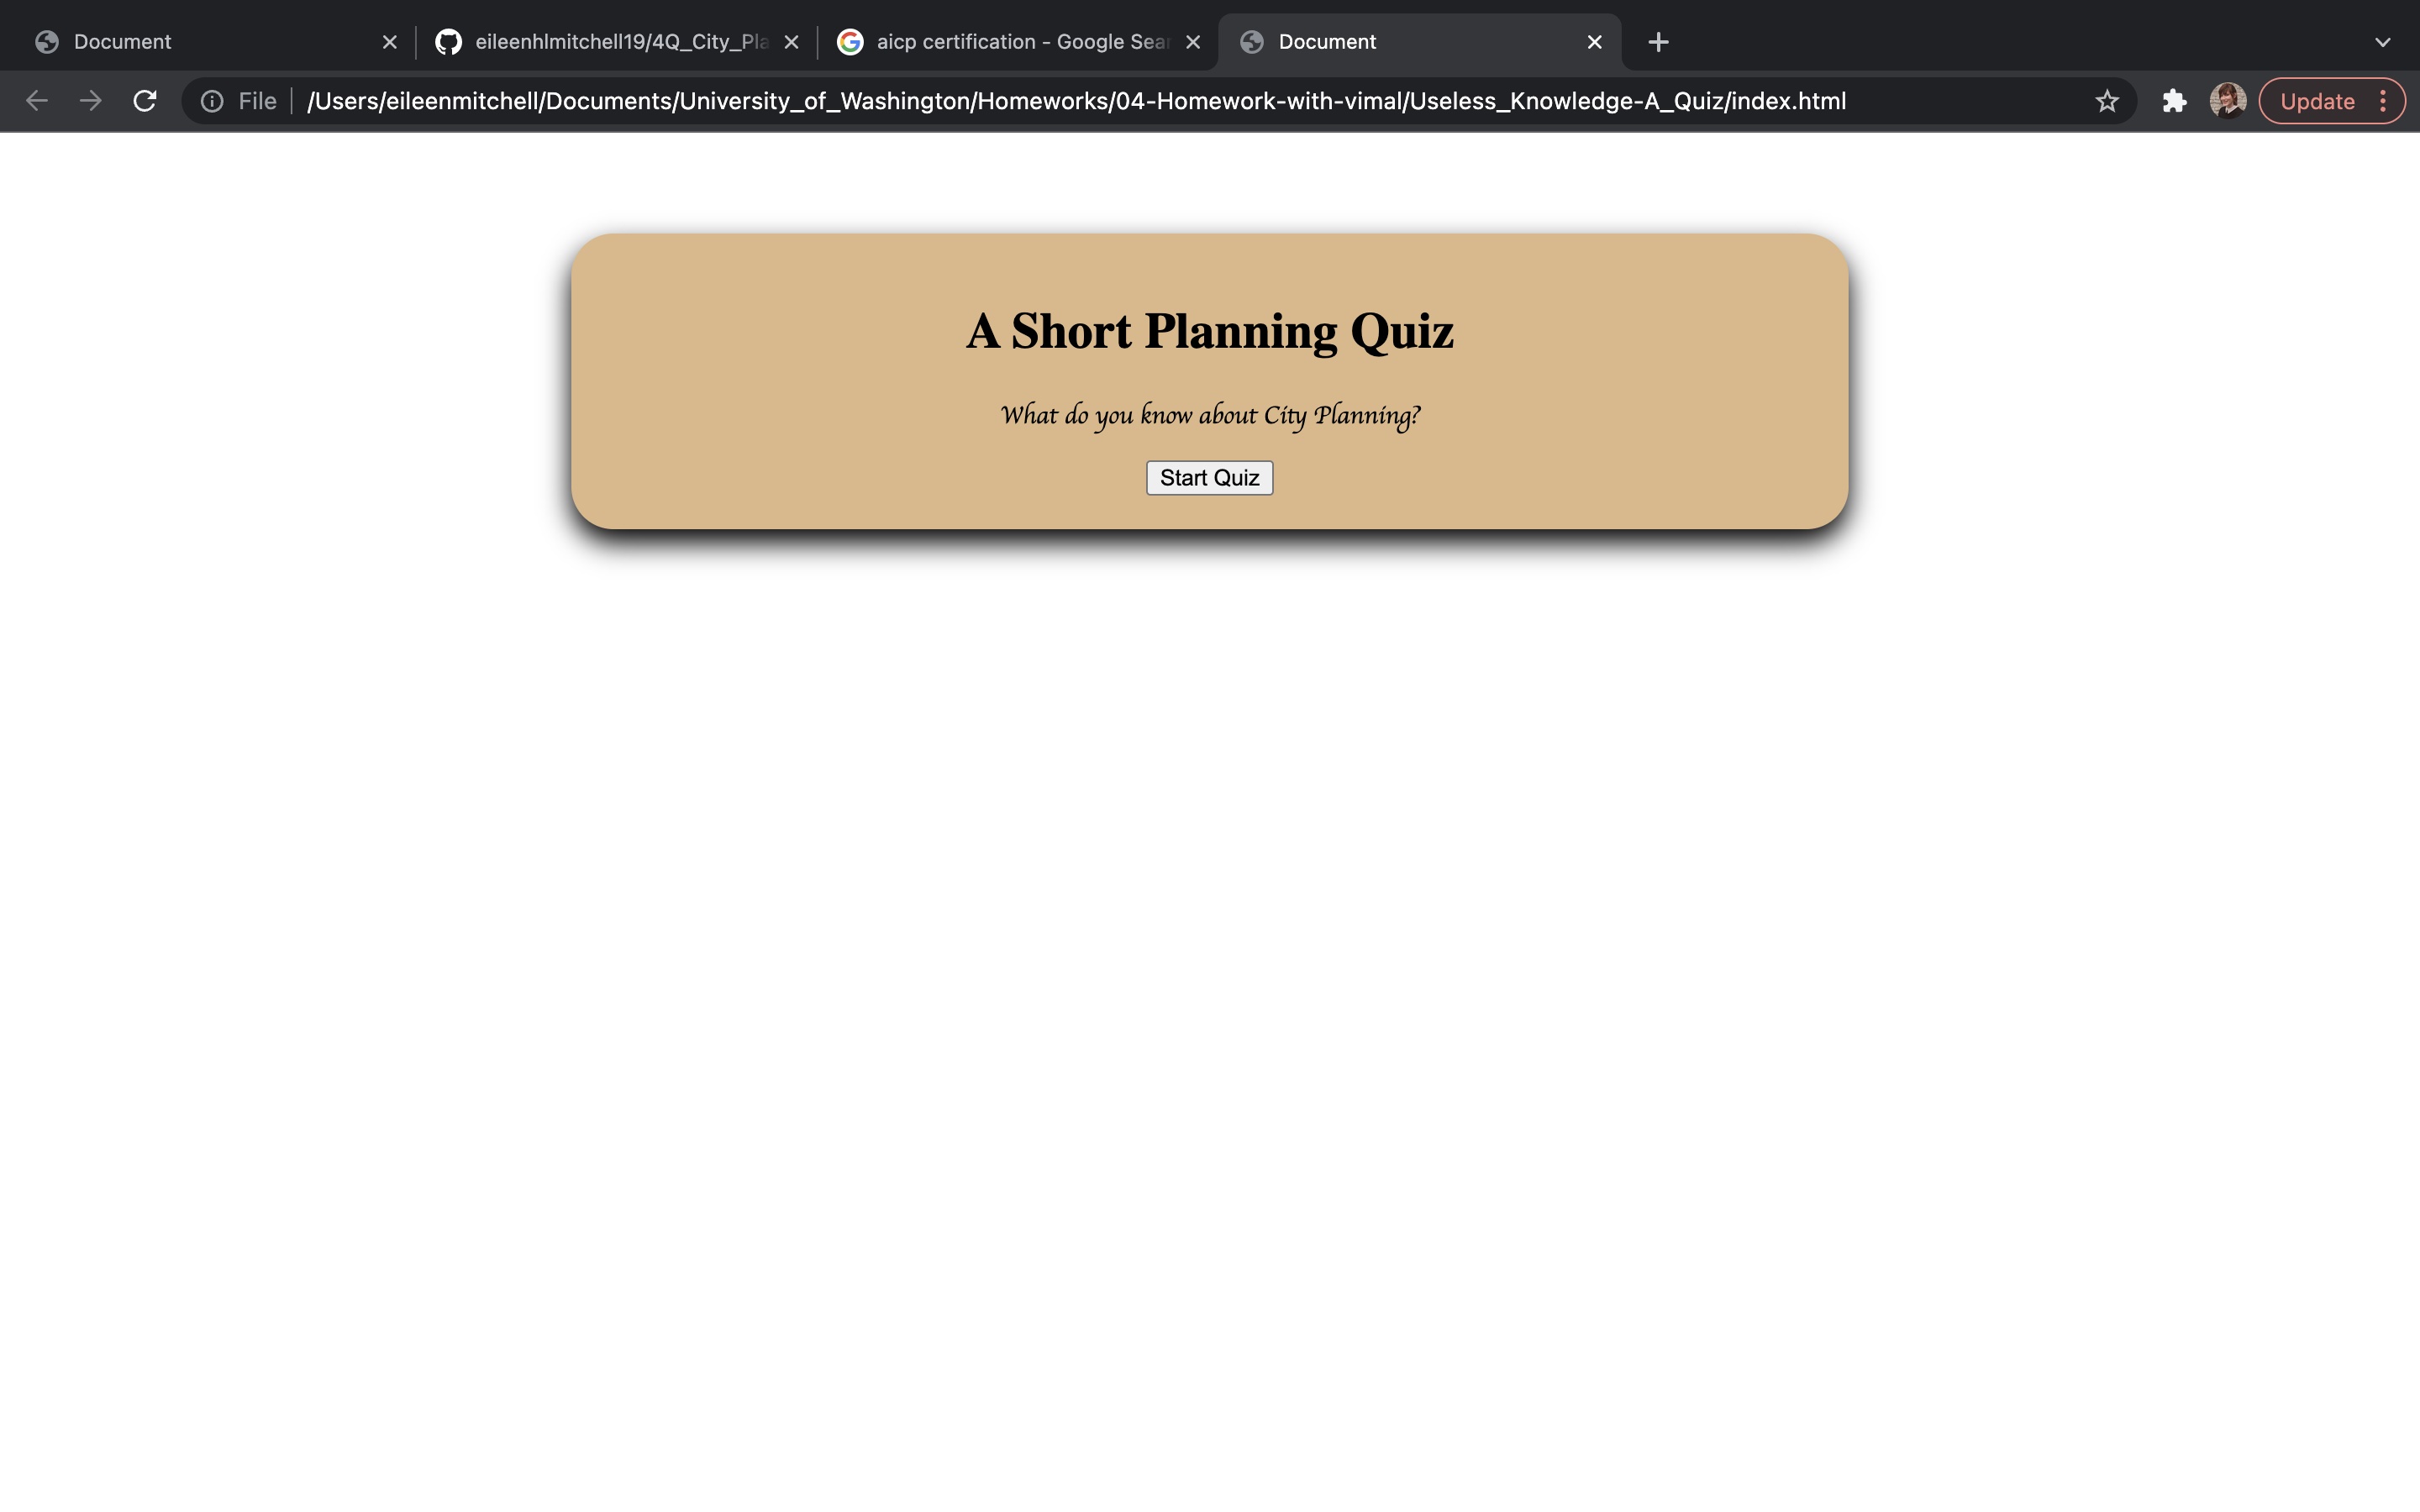 Document
eileenhlmitchell19/4Q_City_Pla
aicp certification - Google Sear
Document
File
/Users/eileenmitchell/Documents/University_of_Washington/Homeworks/04-Homework-with-vimal/Useless_Knowledge-A_Quiz/index.html
Update
A Short Planning Quiz
What do you know about City Planning?
Start Quiz